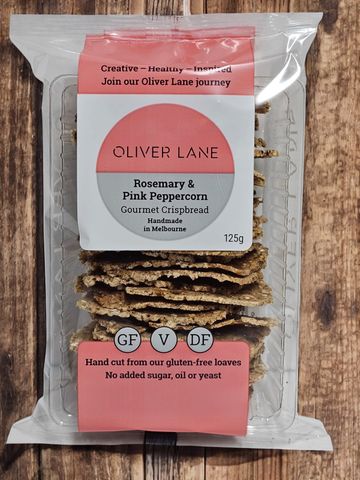 Creative – Healthy – Inspired
Join our Oliver Lane journey
OLIVER LANE
Rosemary &
Pink Peppercorn
Gourmet Crispbread
Handmade
in Melbourne
125g
GF V DF
Hand cut from our gluten-free loaves
No added sugar, oil or yeast